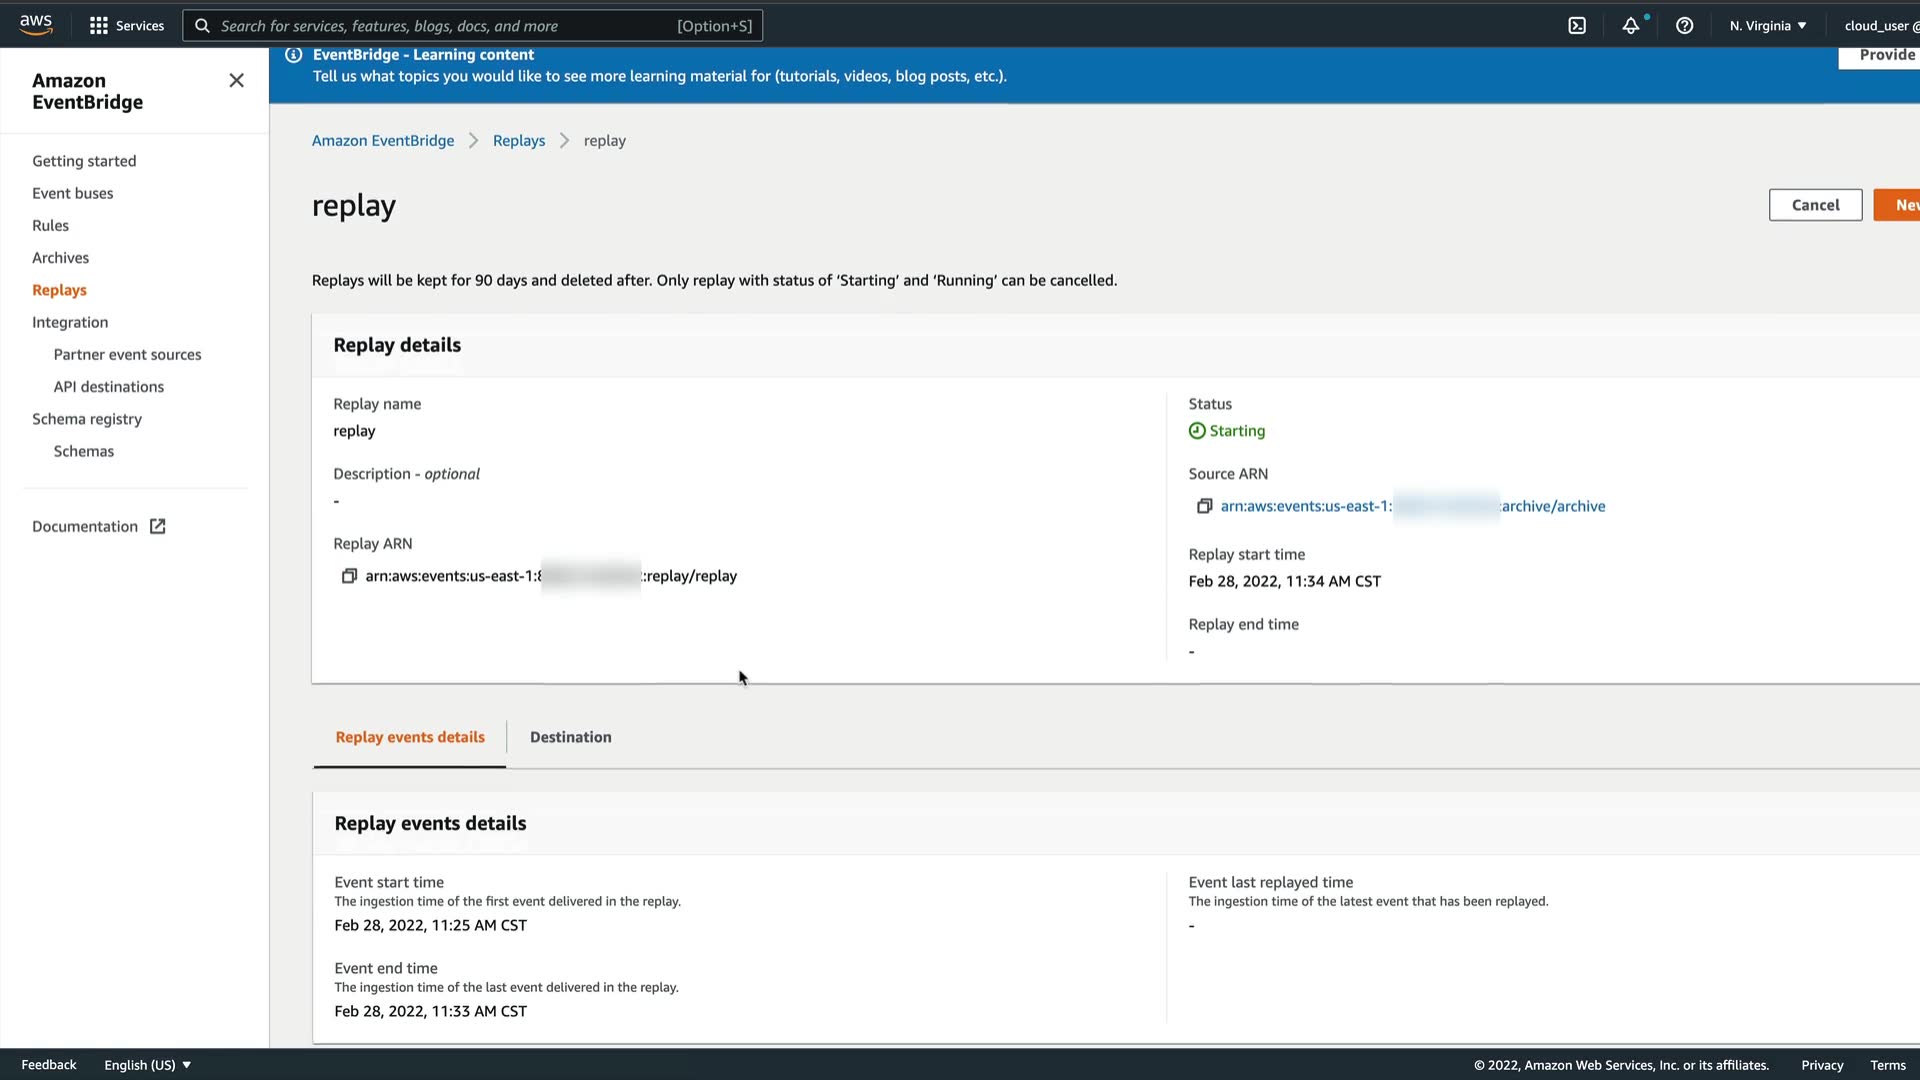 aws
Services
Search for services, features, blogs, docs, and more
[Option+S]
N. Virginia
cloud_user @
Amazon EventBridge
EventBridge - Learning content
Tell us what topics you would like to see more learning material for (tutorials, videos, blog posts, etc.).
Provide
Getting started
Event buses
Rules
Archives
Replays
Integration
Partner event sources
API destinations
Schema registry
Schemas
Documentation
Amazon EventBridge
Replays
replay
replay
Cancel
Replays will be kept for 90 days and deleted after. Only replay with status of ‘Starting’ and ‘Running’ can be cancelled.
Replay details
Replay name
replay
Description - optional
-
Replay ARN
arn:aws:events:us-east-1: :replay/replay
Status
Starting
Source ARN
arn:aws:events:us-east-1: :archive/archive
Replay start time
Feb 28, 2022, 11:34 AM CST
Replay end time
-
Replay events details
Destination
Replay events details
Event start time
The ingestion time of the first event delivered in the replay.
Feb 28, 2022, 11:25 AM CST
Event end time
The ingestion time of the last event delivered in the replay.
Feb 28, 2022, 11:33 AM CST
Event last replayed time
The ingestion time of the latest event that has been replayed.
-
Feedback
English (US)
© 2022, Amazon Web Services, Inc. or its affiliates.
Privacy
Terms